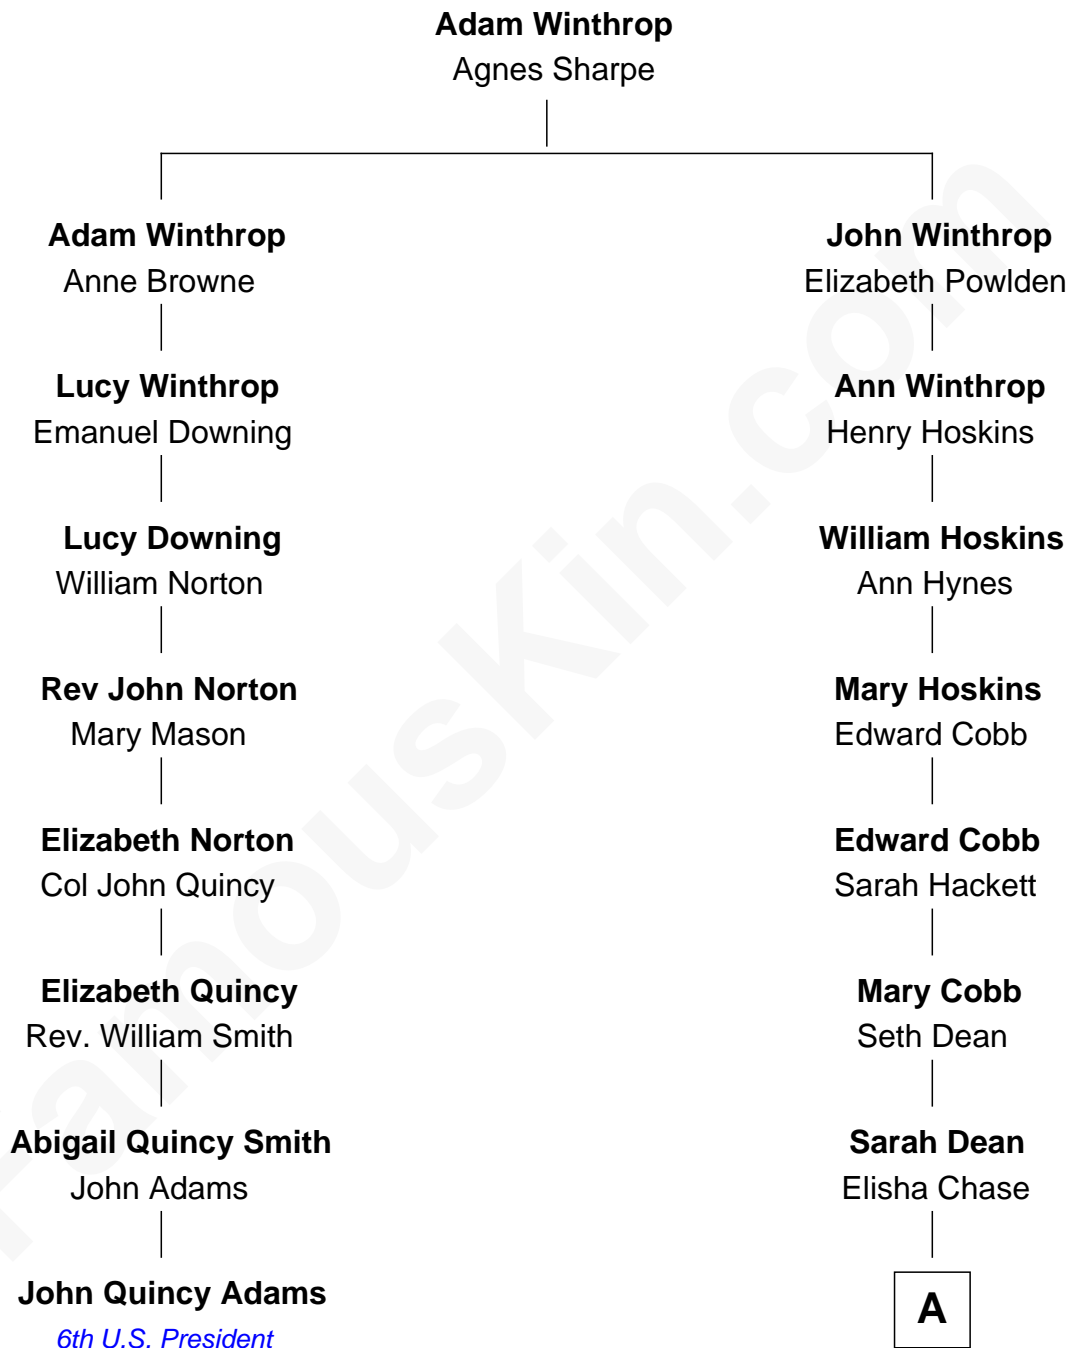 Adam Winthrop
Agnes Sharpe
Adam Winthrop
Anne Browne
John Winthrop
Elizabeth Powlden
Lucy Winthrop
Emanuel Downing
Ann Winthrop
Henry Hoskins
Lucy Downing
William Norton
William Hoskins
Ann Hynes
Rev John Norton
Mary Mason
Mary Hoskins
Edward Cobb
Elizabeth Norton
Col John Quincy
Edward Cobb
Sarah Hackett
Elizabeth Quincy
Rev. William Smith
Mary Cobb
Seth Dean
Abigail Quincy Smith
John Adams
Sarah Dean
Elisha Chase
John Quincy Adams
6th U.S. President
A
FamousKin.com